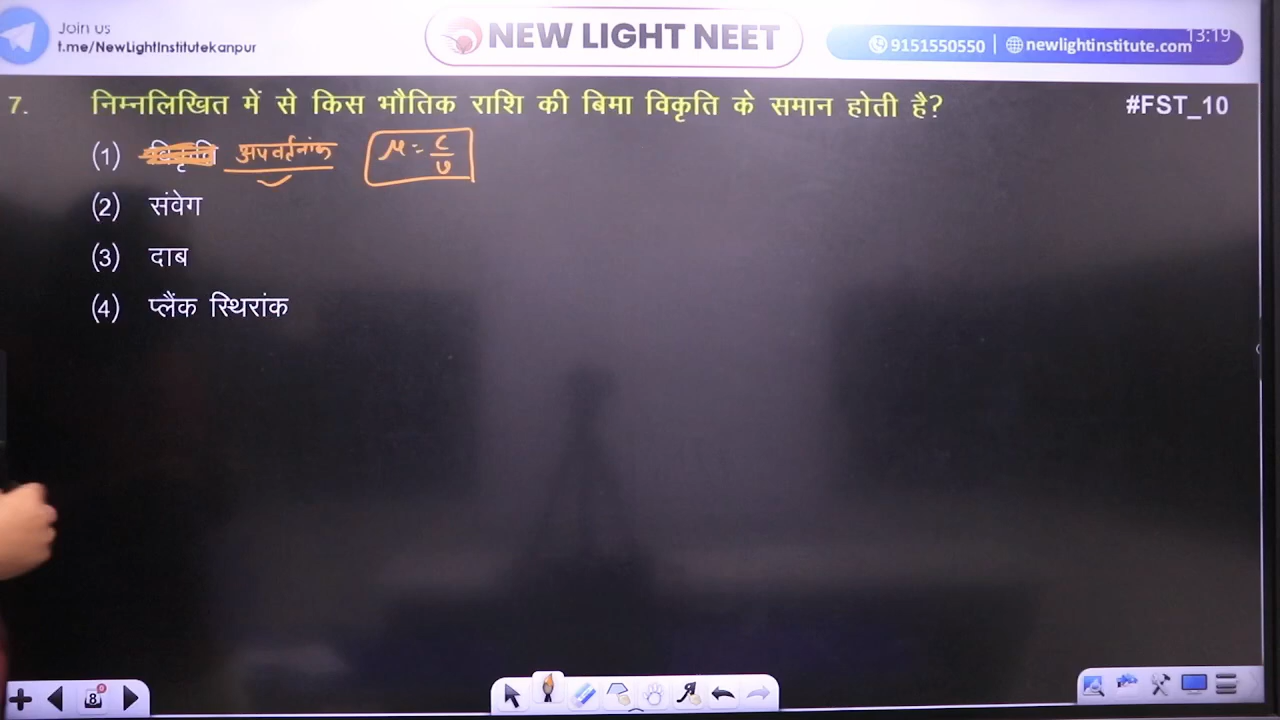 Join us
t.me/NewLightInstitutekanpur
NEW LIGHT NEET
9151550550 | newlightinstitute.com
13:19
7. निम्नलिखित में से किस भौतिक राशि की बिमा विकृति के समान होती है? #FST_10
(1) विकृति अपवर्तनांक μ = c/v
(2) संवेग
(3) दाब
(4) प्लैंक स्थिरांक
8